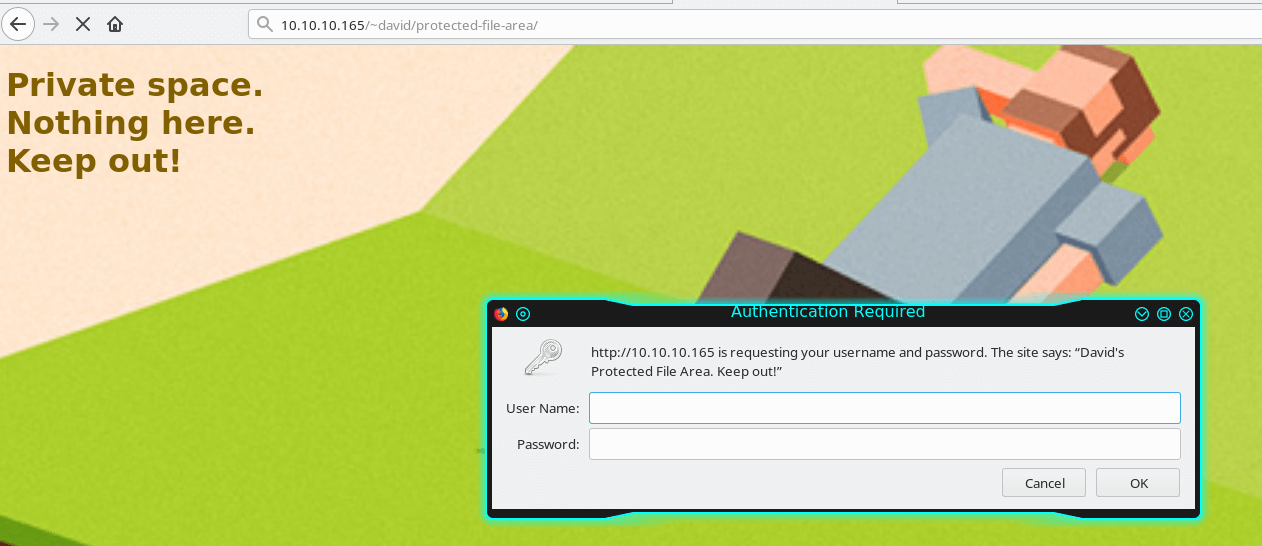 10.10.10.165/~david/protected-file-area/
Private space.
Nothing here.
Keep out!
Authentication Required
http://10.10.10.165 is requesting your username and password. The site says: “David's
Protected File Area. Keep out!”
User Name:
Password:
Cancel OK